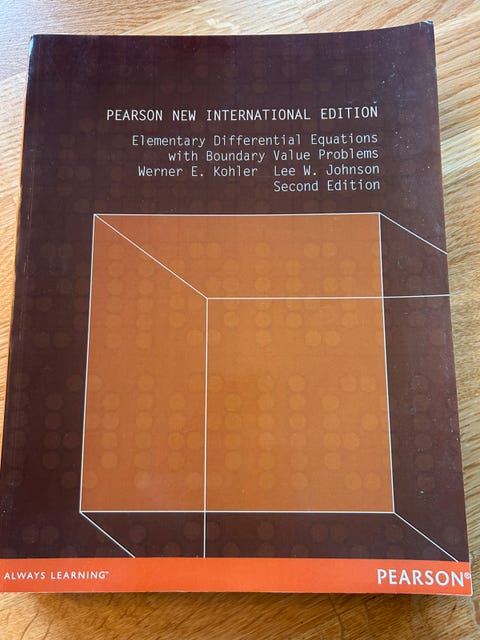 PEARSON NEW INTERNATIONAL EDITION
Elementary Differential Equations
with Boundary Value Problems
Werner E. Kohler Lee W. Johnson
Second Edition
ALWAYS LEARNING™
PEARSON®